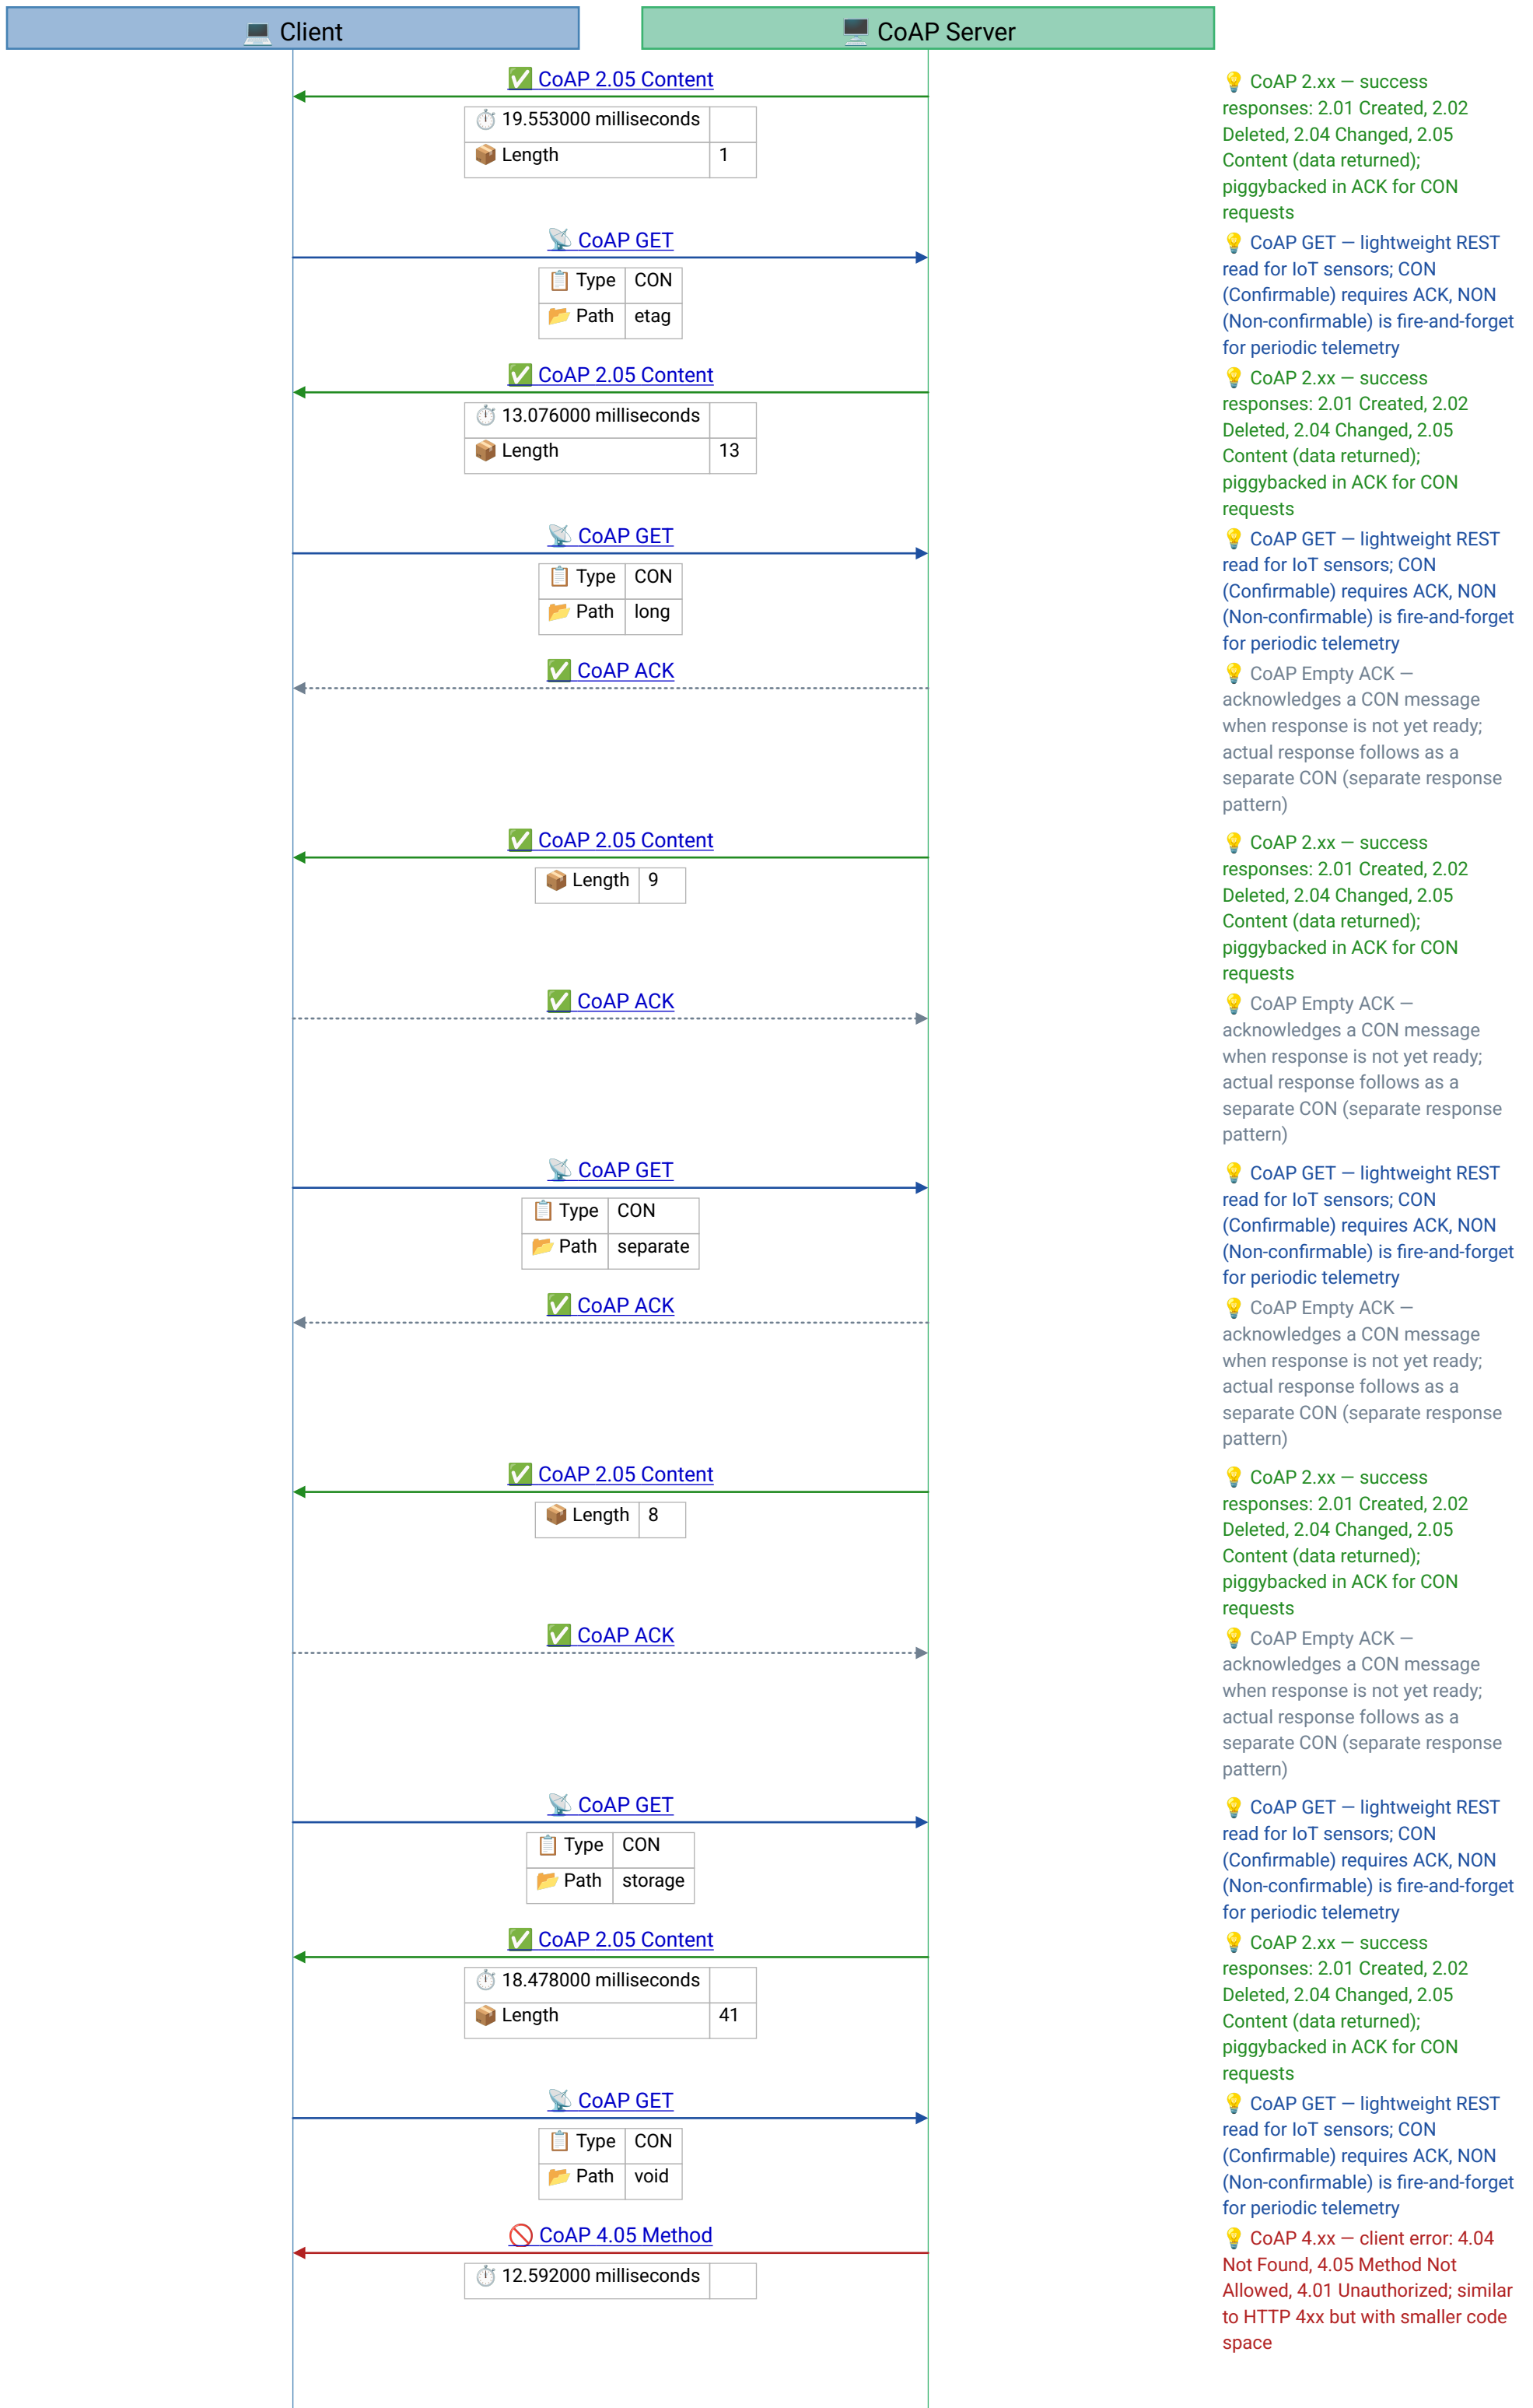 Client
CoAP Server
CoAP 2.05 Content
19.553000 milliseconds
Length 1
CoAP 2.xx — success
responses: 2.01 Created, 2.02
Deleted, 2.04 Changed, 2.05
Content (data returned);
piggybacked in ACK for CON
requests
CoAP GET
Type CON
Path etag
CoAP GET — lightweight REST
read for IoT sensors; CON
(Confirmable) requires ACK, NON
(Non-confirmable) is fire-and-forget
for periodic telemetry
CoAP 2.05 Content
13.076000 milliseconds
Length 13
CoAP 2.xx — success
responses: 2.01 Created, 2.02
Deleted, 2.04 Changed, 2.05
Content (data returned);
piggybacked in ACK for CON
requests
CoAP GET
Type CON
Path long
CoAP GET — lightweight REST
read for IoT sensors; CON
(Confirmable) requires ACK, NON
(Non-confirmable) is fire-and-forget
for periodic telemetry
CoAP ACK
CoAP Empty ACK —
acknowledges a CON message
when response is not yet ready;
actual response follows as a
separate CON (separate response
pattern)
CoAP 2.05 Content
Length 9
CoAP 2.xx — success
responses: 2.01 Created, 2.02
Deleted, 2.04 Changed, 2.05
Content (data returned);
piggybacked in ACK for CON
requests
CoAP ACK
CoAP Empty ACK —
acknowledges a CON message
when response is not yet ready;
actual response follows as a
separate CON (separate response
pattern)
CoAP GET
Type CON
Path separate
CoAP GET — lightweight REST
read for IoT sensors; CON
(Confirmable) requires ACK, NON
(Non-confirmable) is fire-and-forget
for periodic telemetry
CoAP ACK
CoAP Empty ACK —
acknowledges a CON message
when response is not yet ready;
actual response follows as a
separate CON (separate response
pattern)
CoAP 2.05 Content
Length 8
CoAP 2.xx — success
responses: 2.01 Created, 2.02
Deleted, 2.04 Changed, 2.05
Content (data returned);
piggybacked in ACK for CON
requests
CoAP ACK
CoAP Empty ACK —
acknowledges a CON message
when response is not yet ready;
actual response follows as a
separate CON (separate response
pattern)
CoAP GET
Type CON
Path storage
CoAP GET — lightweight REST
read for IoT sensors; CON
(Confirmable) requires ACK, NON
(Non-confirmable) is fire-and-forget
for periodic telemetry
CoAP 2.05 Content
18.478000 milliseconds
Length 41
CoAP 2.xx — success
responses: 2.01 Created, 2.02
Deleted, 2.04 Changed, 2.05
Content (data returned);
piggybacked in ACK for CON
requests
CoAP GET
Type CON
Path void
CoAP GET — lightweight REST
read for IoT sensors; CON
(Confirmable) requires ACK, NON
(Non-confirmable) is fire-and-forget
for periodic telemetry
CoAP 4.05 Method
12.592000 milliseconds
CoAP 4.xx — client error: 4.04
Not Found, 4.05 Method Not
Allowed, 4.01 Unauthorized; similar
to HTTP 4xx but with smaller code
space